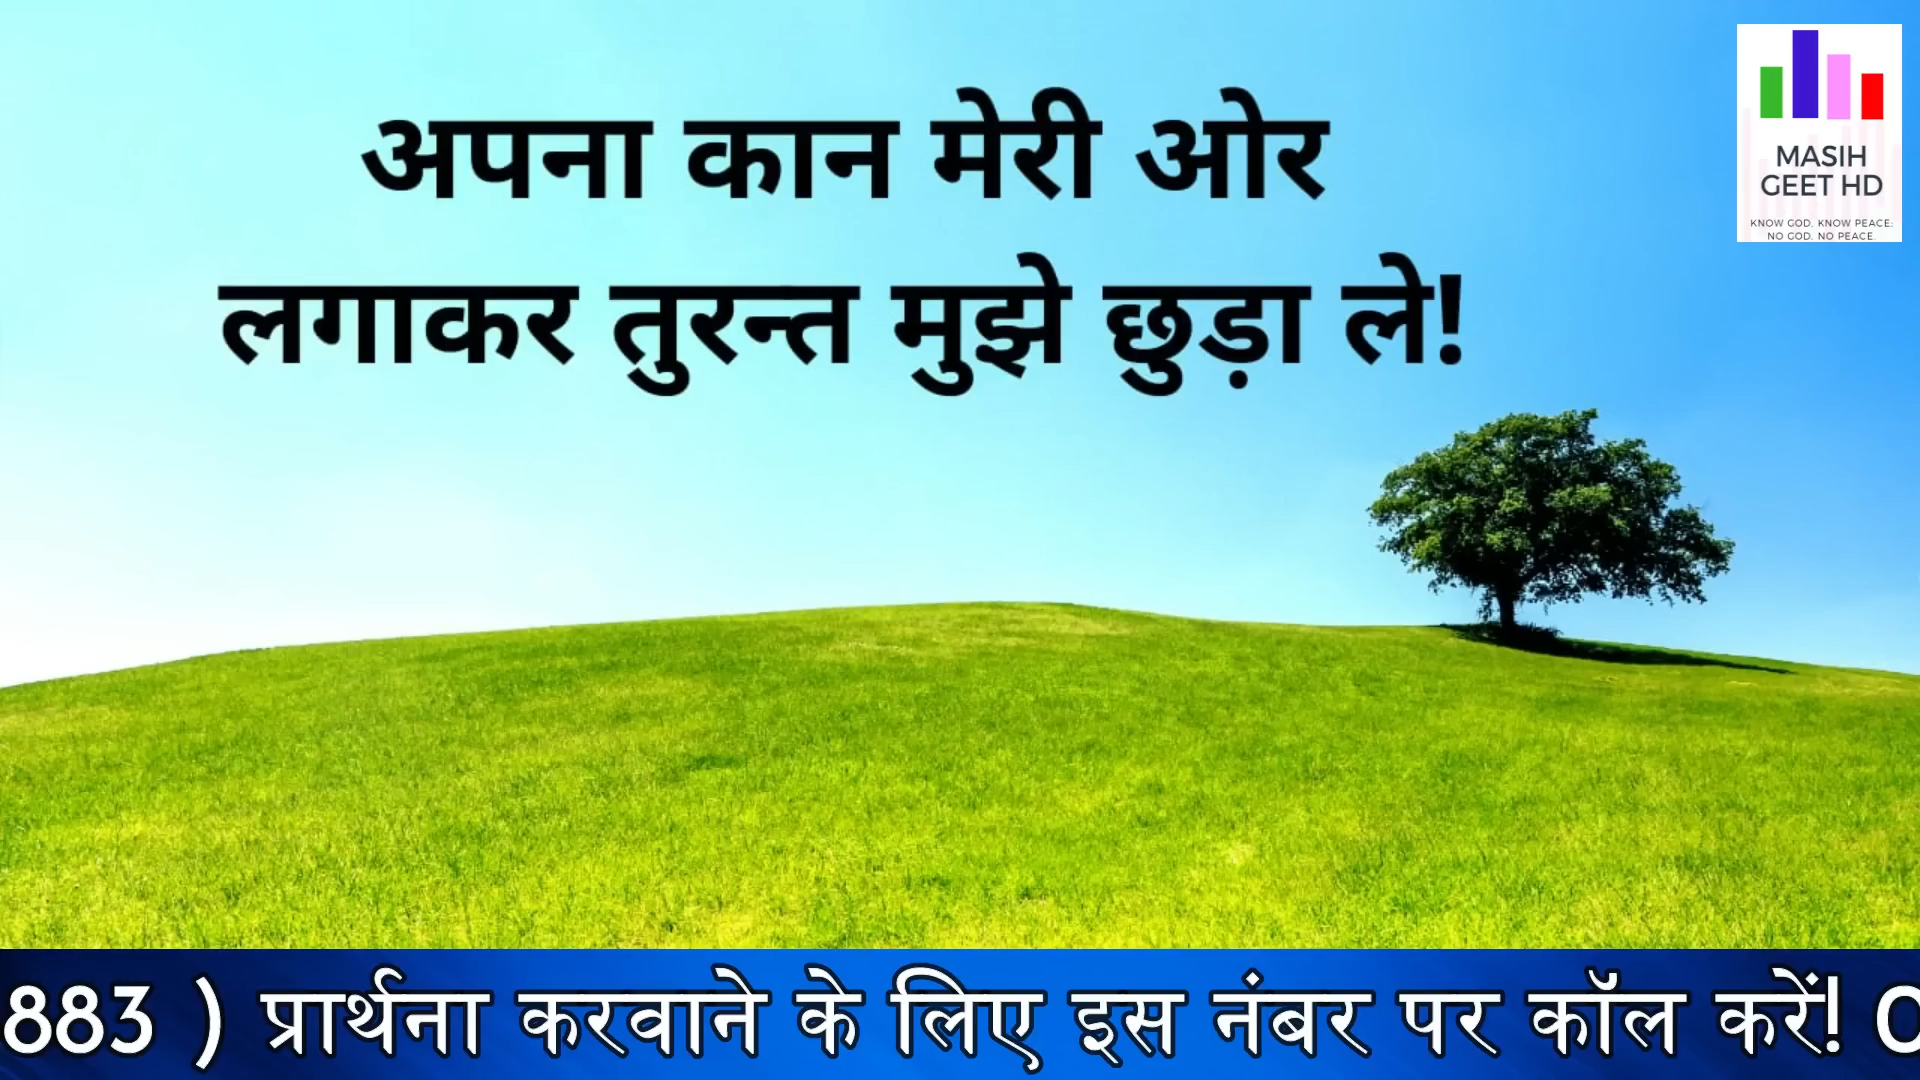 अपना कान मेरी ओर
लगाकर तुरन्त मुझे छुड़ा ले!
MASIH
GEET HD
KNOW GOD. KNOW PEACE:
NO GOD. NO PEACE
883 ) प्रार्थना करवाने के लिए इस नंबर पर कॉल करें!